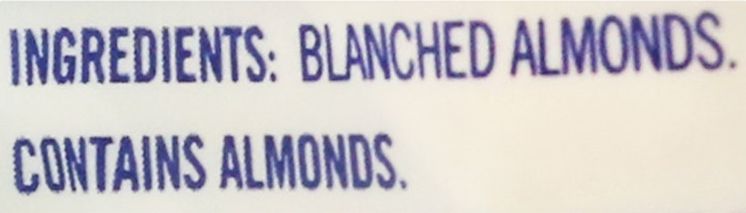 INGREDIENTS: BLANCHED ALMONDS.
CONTAINS ALMONDS.